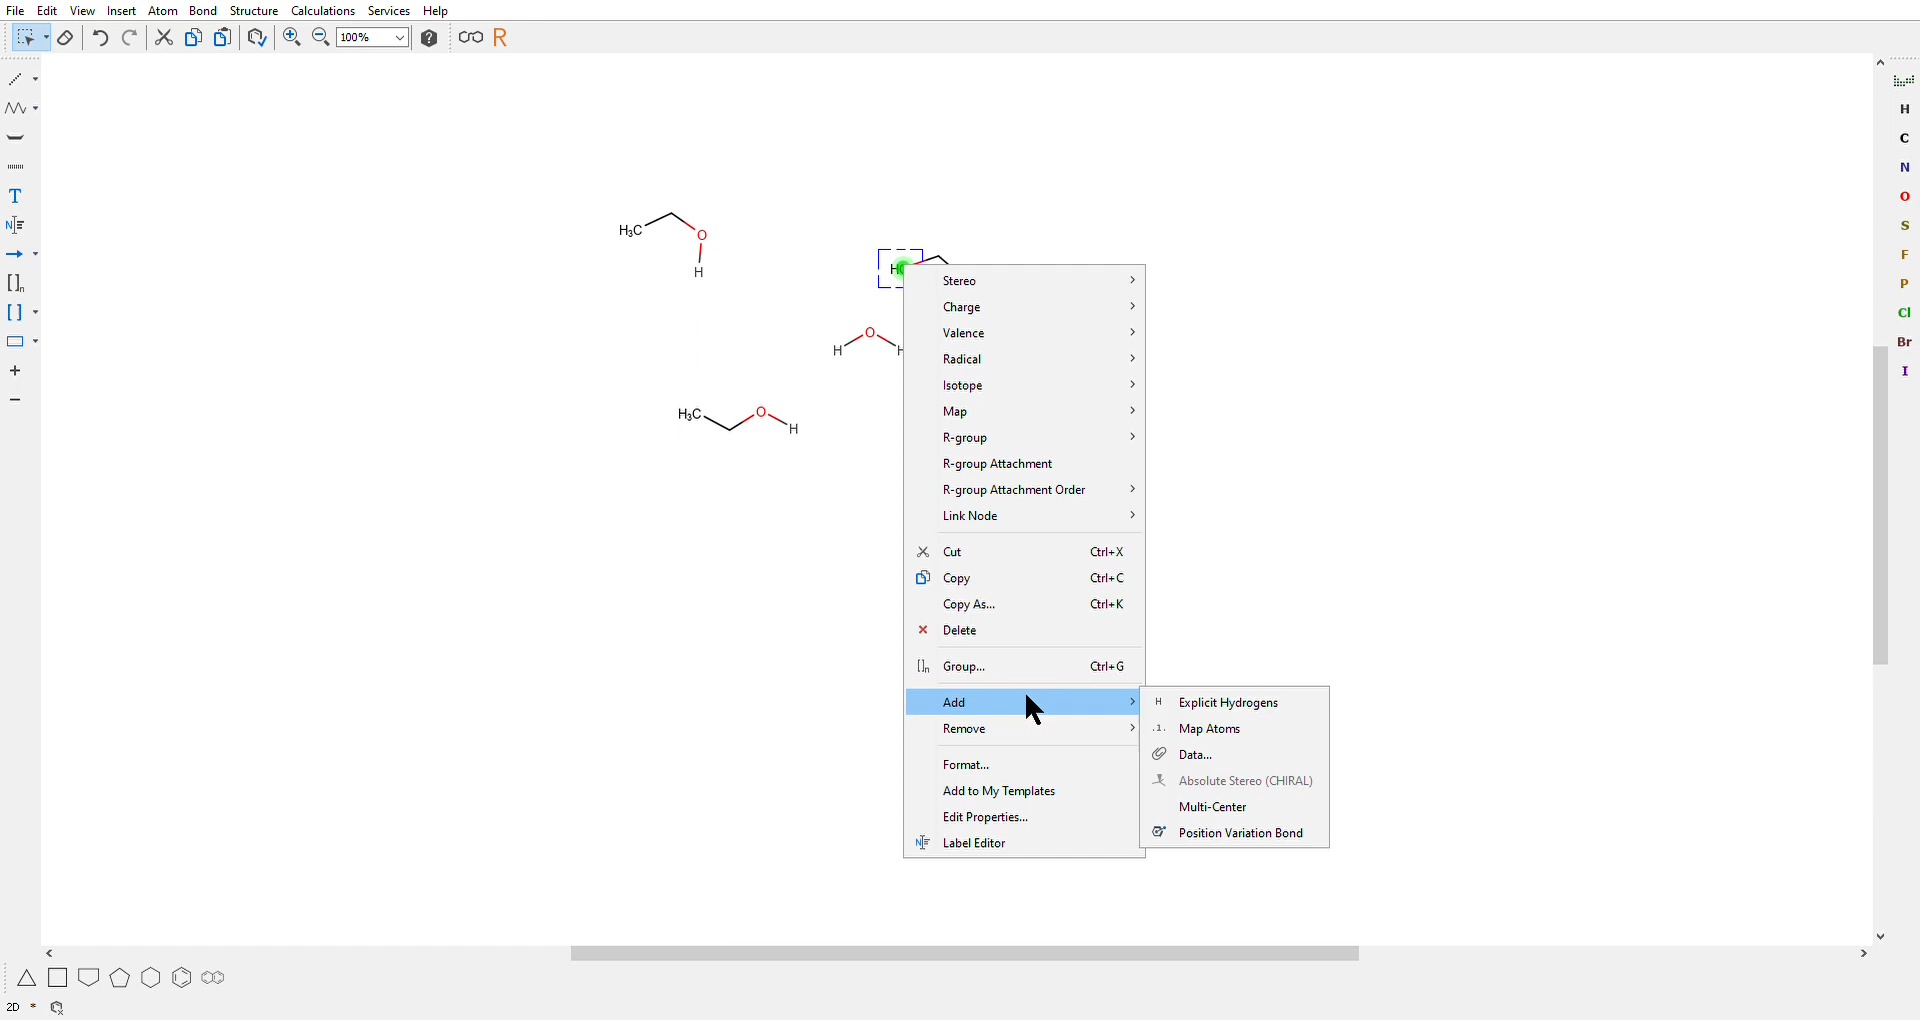 File Edit View Insert Atom Bond Structure Calculations Services Help
100% ? R
H
C
N
T
O
N
S
F
[]n
P
[]
Cl
Br
I
H₃C O H
H
H O H
H₃C O H
Stereo
Charge
Valence
Radical
Isotope
Map
R-group
R-group Attachment
R-group Attachment Order
Link Node
Cut Ctrl+X
Copy Ctrl+C
Copy As... Ctrl+K
Delete
[]n Group... Ctrl+G
Add
Remove
Format...
Add to My Templates
Edit Properties...
N Label Editor
H Explicit Hydrogens
.1. Map Atoms
Data...
Absolute Stereo (CHIRAL)
Multi-Center
Position Variation Bond
2D *